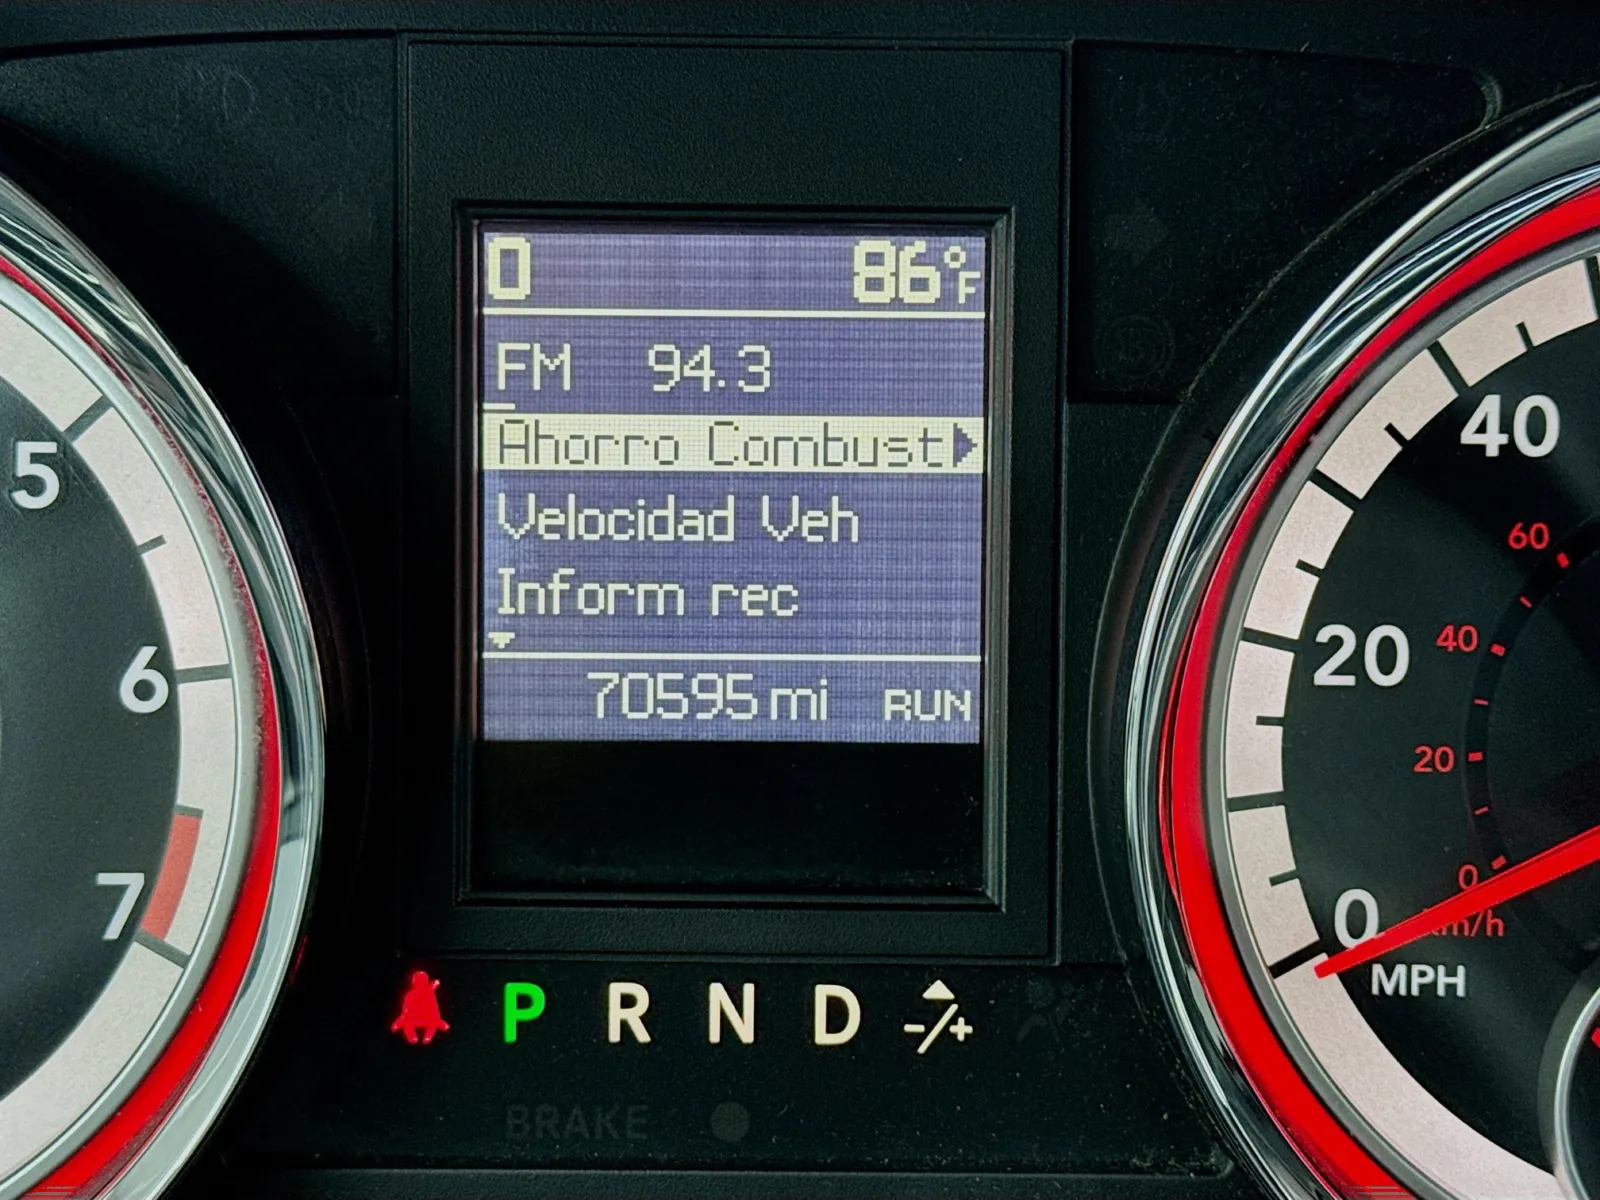 0 86°F
FM 94.3
Ahorro Combust
Velocidad Veh
Inform rec
70595 mi RUN
5
6
7
40
60
20 40
20
0
0 km/h
MPH
P R N D -/+
BRAKE